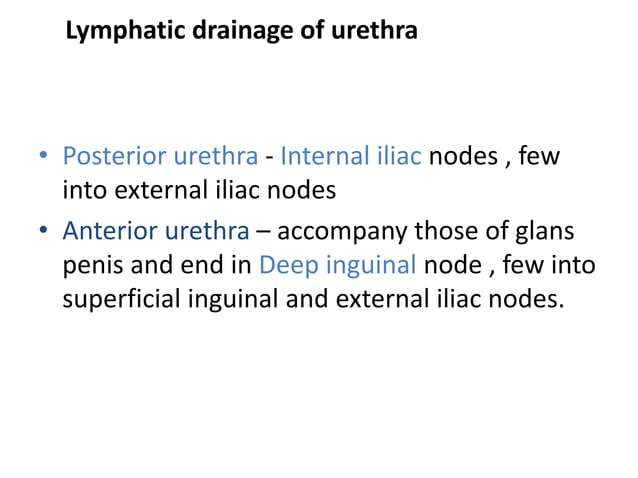 Lymphatic drainage of urethra
• Posterior urethra - Internal iliac nodes , few
into external iliac nodes
• Anterior urethra – accompany those of glans
penis and end in Deep inguinal node , few into
superficial inguinal and external iliac nodes.